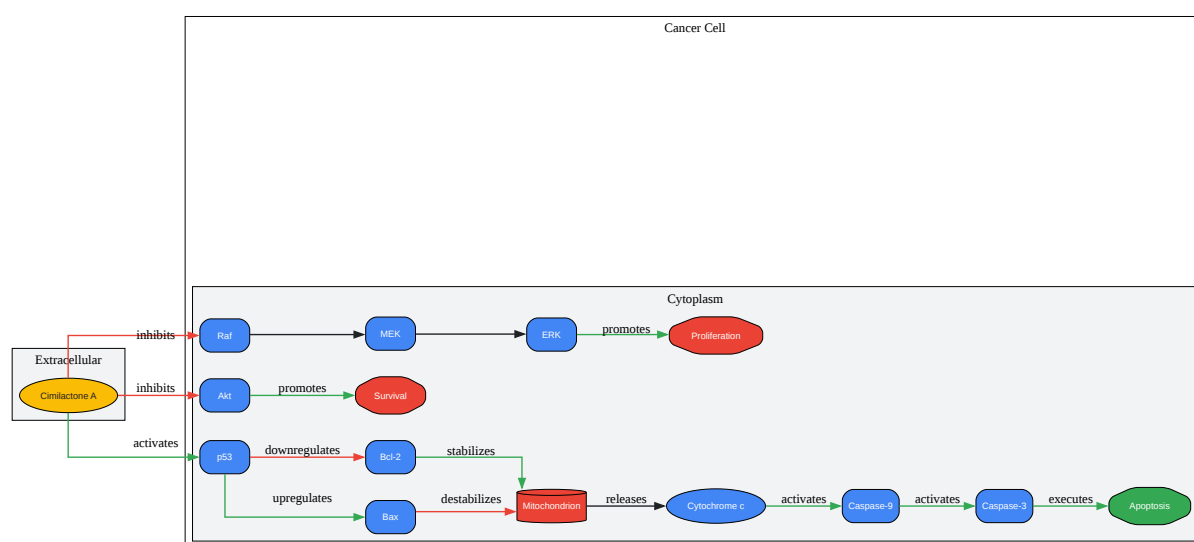 Cancer Cell
Cytoplasm
Extracellular
Cimilactone A
inhibits
Raf
MEK
ERK
promotes
Proliferation
inhibits
Akt
promotes
Survival
activates
p53
downregulates
Bcl-2
stabilizes
upregulates
Bax
destabilizes
Mitochondrion
releases
Cytochrome c
activates
Caspase-9
activates
Caspase-3
executes
Apoptosis